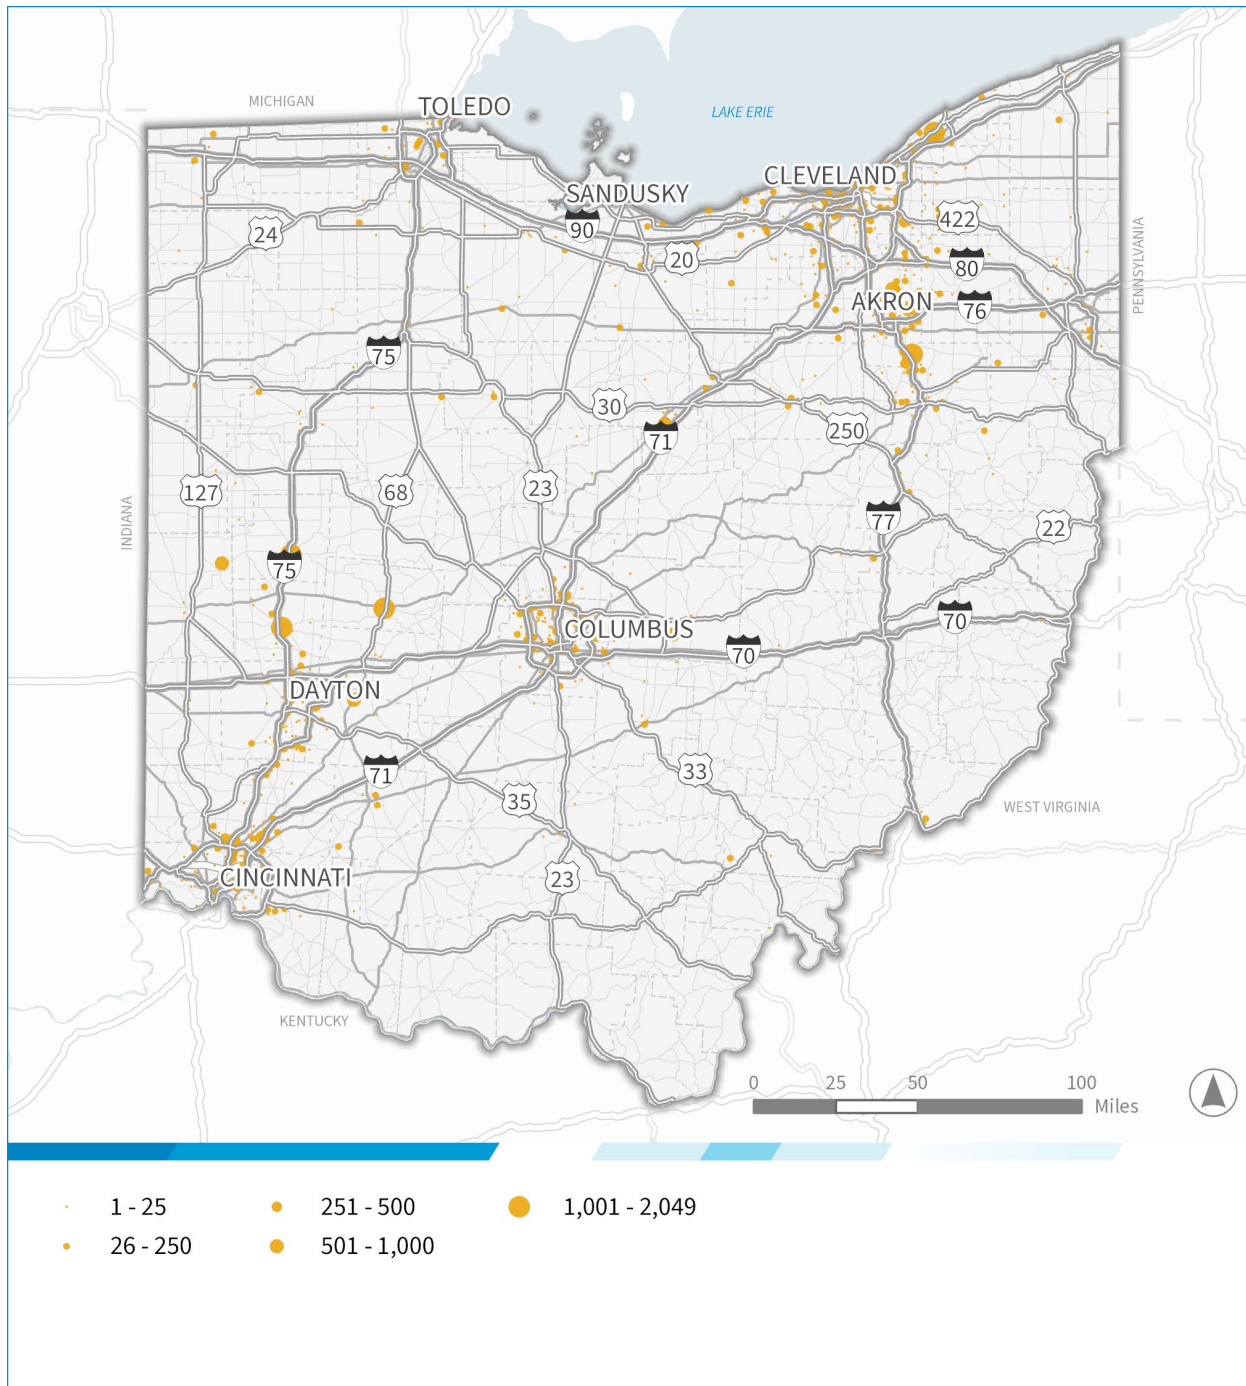 MICHIGAN
TOLEDO
LAKE ERIE
CLEVELAND
SANDUSKY
90
24
422
20
80
PENNSYLVANIA
AKRON
76
75
30
250
71
127
68
23
77
INDIANA
22
75
70
COLUMBUS
70
DAYTON
71
33
35
WEST VIRGINIA
CINCINNATI
23
KENTUCKY
0 25 50 100
Miles
1 - 25
251 - 500
1,001 - 2,049
26 - 250
501 - 1,000